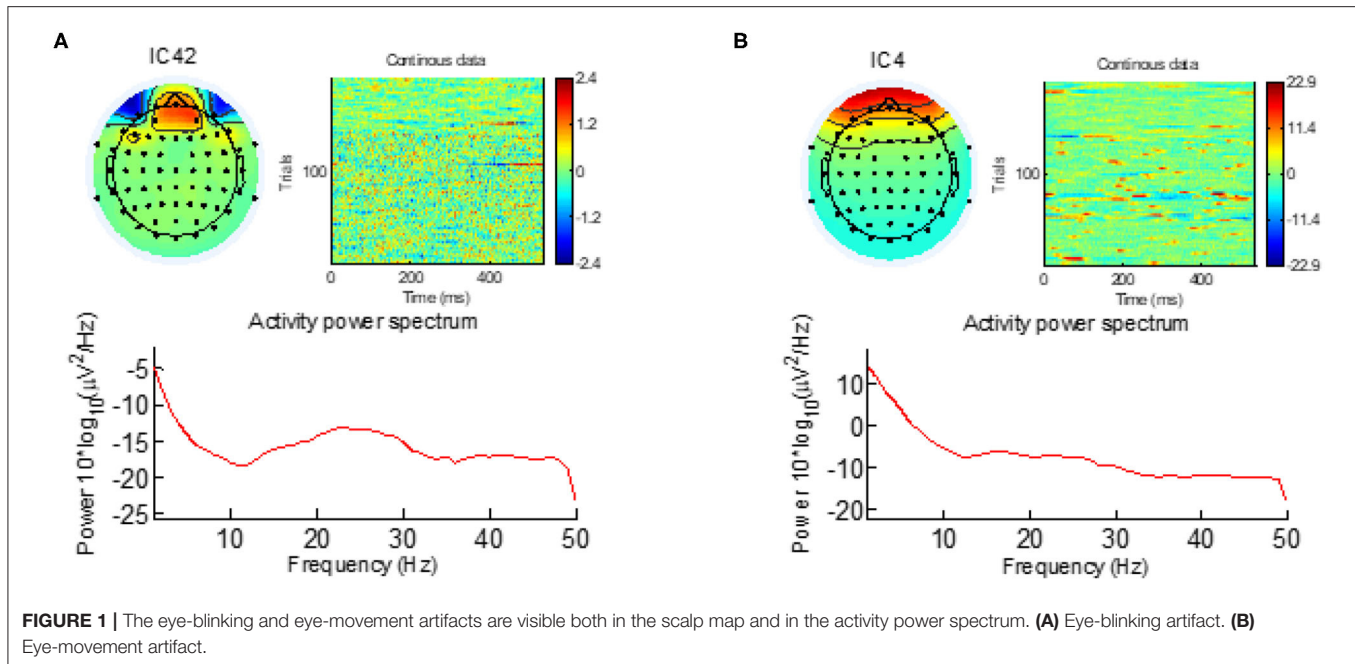 A
IC42
Continous data
2.4
1.2
0
-1.2
-2.4
Trials
100
0 200 400
Time (ms)
Activity power spectrum
Power 10*log10(μV2/Hz)
-5
-10
-15
-20
-25
10 20 30 40 50
Frequency (Hz)
B
IC4
Continous data
22.9
11.4
0
-11.4
-22.9
Trials
100
0 200 400
Time (ms)
Activity power spectrum
Power 10*log10(μV2/Hz)
10
0
-10
-20
10 20 30 40 50
Frequency (Hz)
FIGURE 1 | The eye-blinking and eye-movement artifacts are visible both in the scalp map and in the activity power spectrum. (A) Eye-blinking artifact. (B)
Eye-movement artifact.